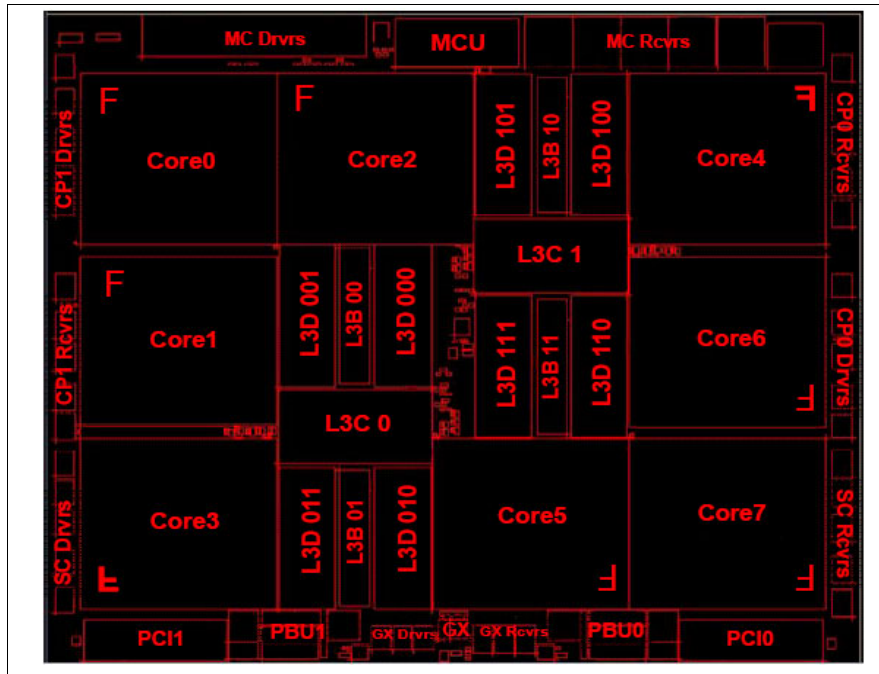 MC Drvrs
MCU
MC Rcvrs
CP1 Drvrs
F
Core0
F
Core2
L3D 101
L3B 10
L3D 100
F
Core4
CP0 Rcvrs
L3C 1
CP1 Rcvrs
F
Core1
L3D 001
L3B 00
L3D 000
L3D 111
L3B 11
L3D 110
Core6
F
CP0 Drvrs
L3C 0
SC Drvrs
Core3
F
L3D 011
L3B 01
L3D 010
Core5
F
Core7
F
SC Rcvrs
PCI1
PBU1
GX Drvrs
GX
GX Rcvrs
PBU0
PCI0